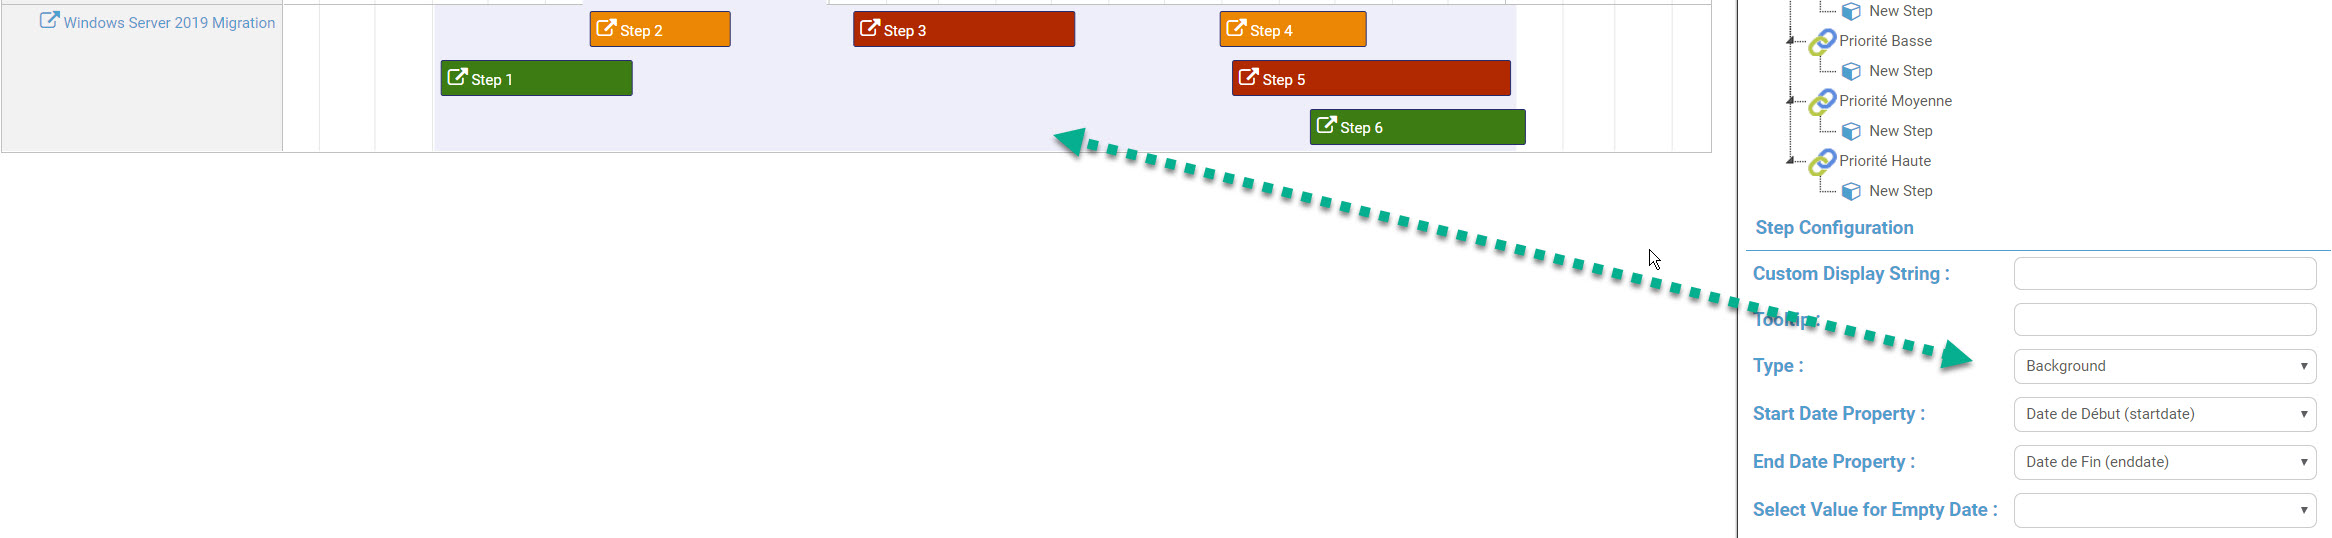 Windows Server 2019 Migration
Step 2
Step 3
Step 4
Step 1
Step 5
Step 6
New Step
Priorité Basse
New Step
Priorité Moyenne
New Step
Priorité Haute
New Step
Step Configuration
Custom Display String :
Tooltip :
Type :
Background
Start Date Property :
Date de Début (startdate)
End Date Property :
Date de Fin (enddate)
Select Value for Empty Date :